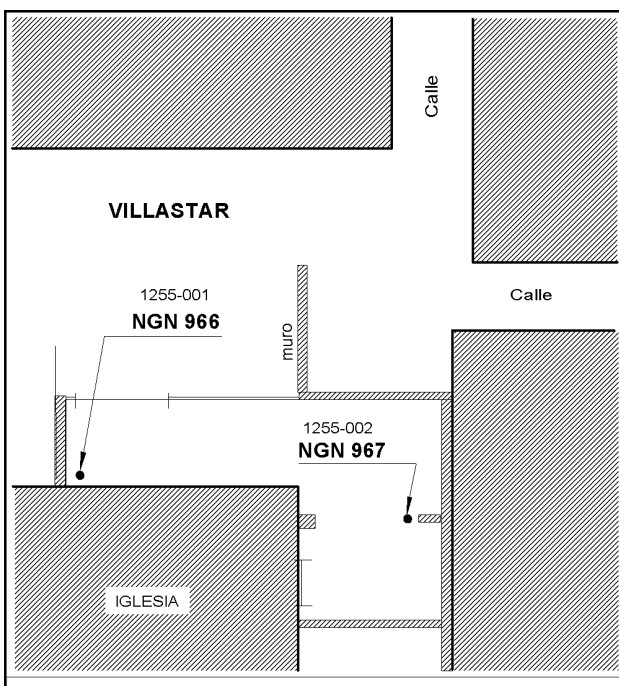 Calle
VILLASTAR
1255-001
NGN 966
Calle
muro
1255-002
NGN 967
IGLESIA